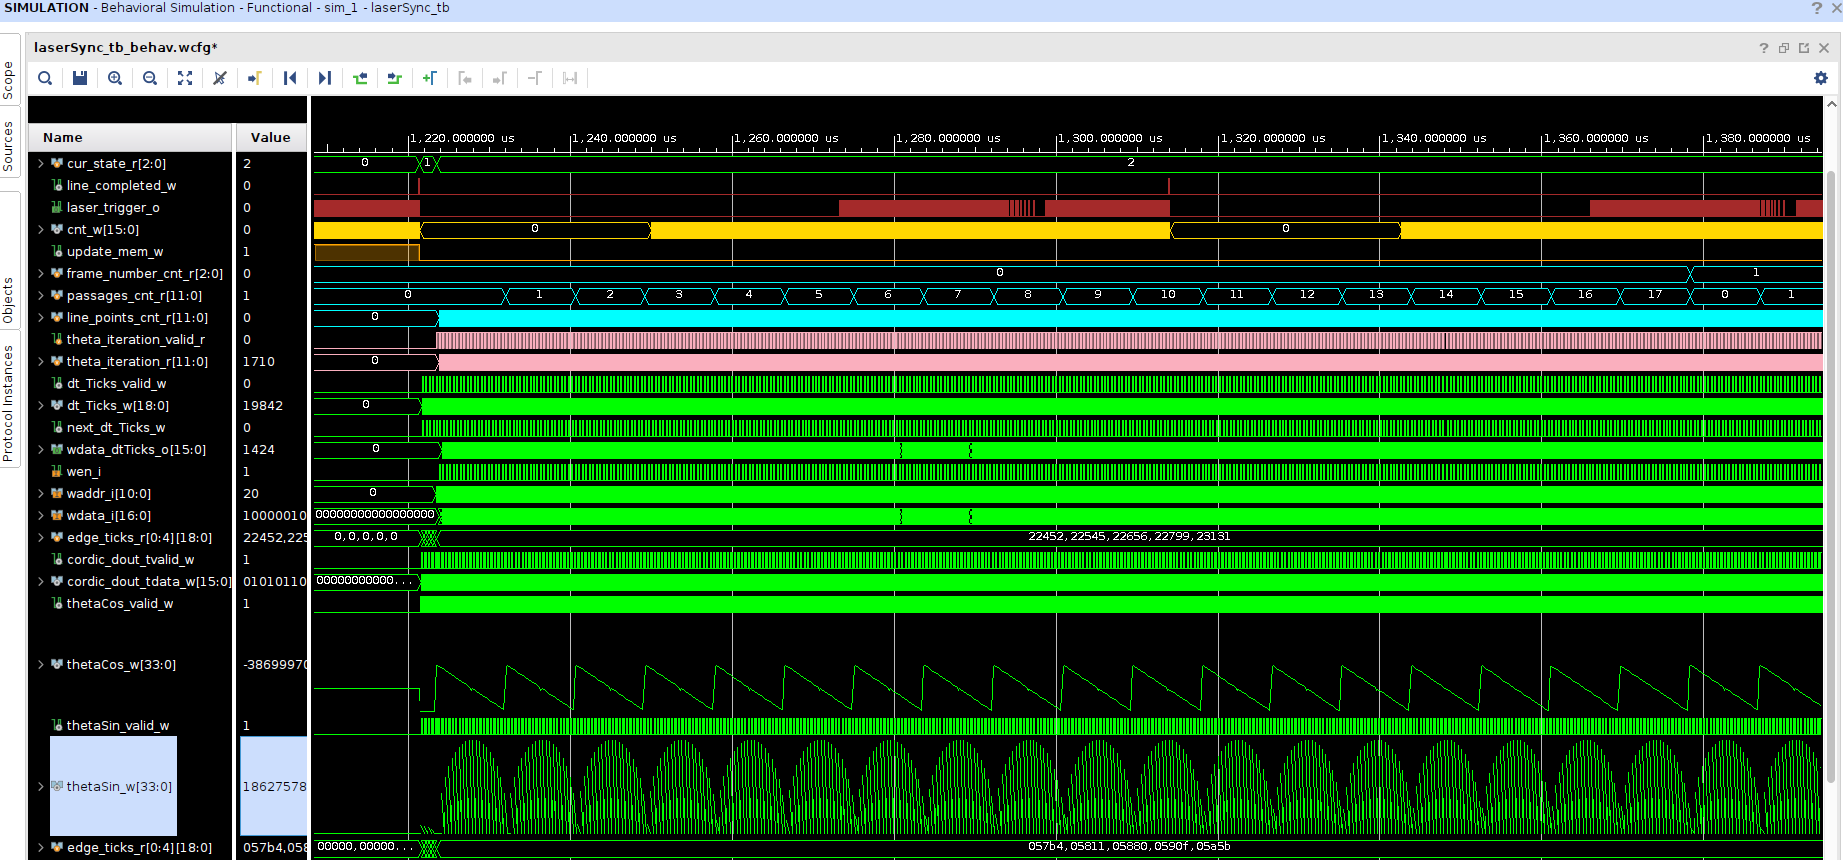 SIMULATION - Behavioral Simulation - Functional - sim_1 - laserSync_tb
laserSync_tb_behav.wcfg*
Scope
Sources
Objects
Protocol Instances
Name Value
1,220.000000 us 1,240.000000 us 1,260.000000 us 1,280.000000 us 1,300.000000 us 1,320.000000 us 1,340.000000 us 1,360.000000 us 1,380.000000 us
cur_state_r[2:0] 2 0 1 2
line_completed_w 0
laser_trigger_o 0
cnt_w[15:0] 0 0 0
update_mem_w 1
frame_number_cnt_r[2:0] 0 0 1
passages_cnt_r[11:0] 1 0 1 2 3 4 5 6 7 8 9 10 11 12 13 14 15 16 17 0 1
line_points_cnt_r[11:0] 0 0
theta_iteration_valid_r 0
theta_iteration_r[11:0] 1710 0
dt_Ticks_valid_w 0
dt_Ticks_w[18:0] 19842 0
next_dt_Ticks_w 0
wdata_dtTicks_o[15:0] 1424 0
wen_i 1
waddr_i[10:0] 20 0
wdata_i[16:0] 10000010 00000000000000000
edge_ticks_r[0:4][18:0] 22452,225 0,0,0,0,0 22452,22545,22656,22799,23131
cordic_dout_tvalid_w 1
cordic_dout_tdata_w[15:0] 01010110 00000000000...
thetaCos_valid_w 1
thetaCos_w[33:0] -38699970
thetaSin_valid_w 1
thetaSin_w[33:0] 18627578
edge_ticks_r[0:4][18:0] 057b4,058 00000,00000... 057b4,05811,05880,0590f,05a5b